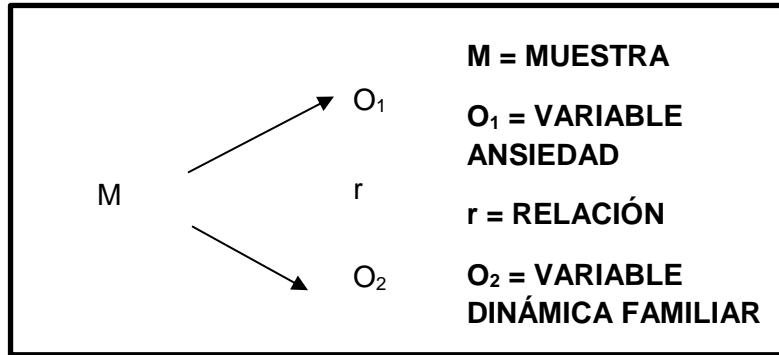 M
O₁
r
O₂
M = MUESTRA
O₁ = VARIABLE
ANSIEDAD
r = RELACIÓN
O₂ = VARIABLE
DINÁMICA FAMILIAR